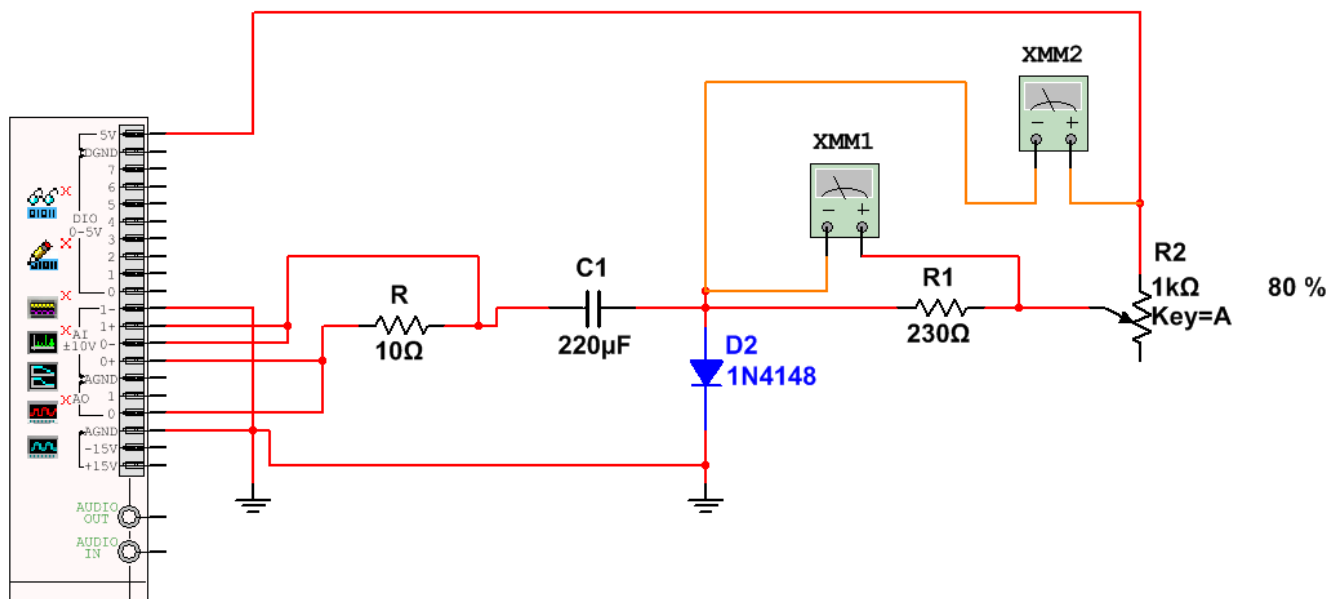 XMM2
XMM1
5V
DGND
7
6
5
4
3
2
1
0
DIO
0-5V
1-
1+
0-
0+
AI
±10V
AGND
1
0
AO
AGND
-15V
+15V
AUDIO
OUT
AUDIO
IN
R
10Ω
C1
220µF
D2
1N4148
R1
230Ω
R2
1kΩ
Key=A
80 %